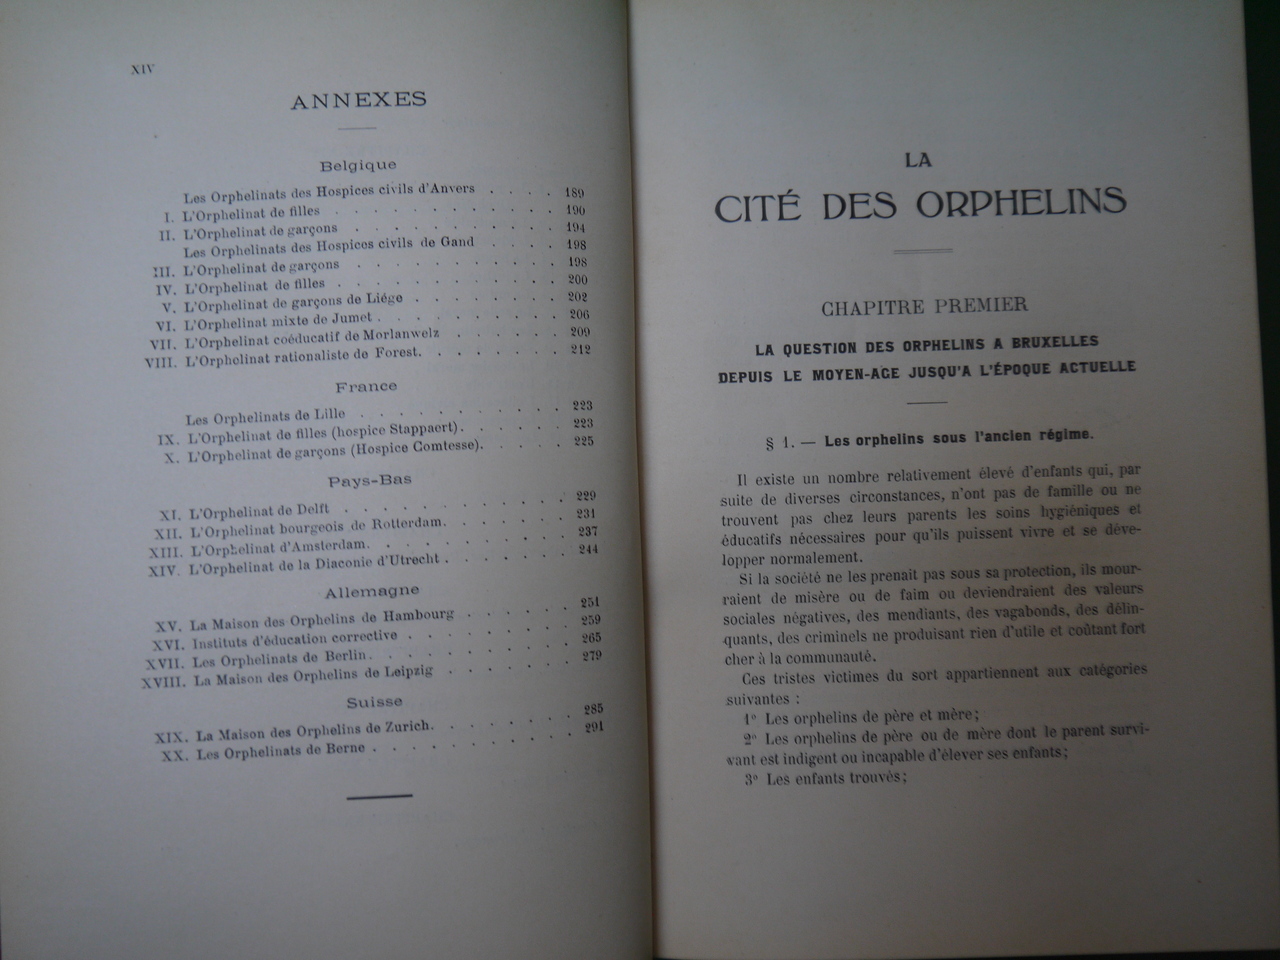 XIV
ANNEXES
Belgique
Les Orphelinats des Hospices civils d'Anvers . . . . 189
I. L'Orphelinat de filles . . . . . . . . . . . . 190
II. L'Orphelinat de garçons . . . . . . . . . . . 194
Les Orphelinats des Hospices civils de Gand . . . . 198
III. L'Orphelinat de garçons . . . . . . . . . . . 198
IV. L'Orphelinat de filles . . . . . . . . . . . . 200
V. L'Orphelinat de garçons de Liége . . . . . . . . 202
VI. L'Orphelinat mixte de Jumet . . . . . . . . . . 206
VII. L'Orphelinat coéducatif de Morlanwelz . . . . . . 209
VIII. L'Orphelinat rationaliste de Forest. . . . . . . . 212
France
Les Orphelinats de Lille . . . . . . . . . . . 223
IX. L'Orphelinat de filles (hospice Stappaert). . . . . . 223
X. L'Orphelinat de garçons (Hospice Comtesse). . . . . 225
Pays-Bas
XI. L'Orphelinat de Delft . . . . . . . . . . . . 229
XII. L'Orphelinat bourgeois de Rotterdam. . . . . . . 231
XIII. L'Orphelinat d'Amsterdam. . . . . . . . . . . 237
XIV. L'Orphelinat de la Diaconie d'Utrecht . . . . . . . 244
Allemagne
XV. La Maison des Orphelins de Hambourg . . . . . . 251
XVI. Instituts d'éducation corrective . . . . . . . . . 259
XVII. Les Orphelinats de Berlin. . . . . . . . . . . 265
XVIII. La Maison des Orphelins de Leipzig . . . . . . . 279
Suisse
XIX. La Maison des Orphelins de Zurich. . . . . . . . 285
XX. Les Orphelinats de Berne . . . . . . . . . . . 291
LA
CITÉ DES ORPHELINS
CHAPITRE PREMIER
LA QUESTION DES ORPHELINS A BRUXELLES
DEPUIS LE MOYEN-AGE JUSQU'A L'ÉPOQUE ACTUELLE
§ 1. — Les orphelins sous l'ancien régime.
Il existe un nombre relativement élevé d'enfants qui, par
suite de diverses circonstances, n'ont pas de famille ou ne
trouvent pas chez leurs parents les soins hygiéniques et
éducatifs nécessaires pour qu'ils puissent vivre et se déve-
lopper normalement.
Si la société ne les prenait pas sous sa protection, ils mour-
raient de misère ou de faim ou deviendraient des valeurs
sociales négatives, des mendiants, des vagabonds, des délin-
quants, des criminels ne produisant rien d'utile et coûtant fort
cher à la communauté.
Ces tristes victimes du sort appartiennent aux catégories
suivantes :
1° Les orphelins de père et mère;
2° Les orphelins de père ou de mère dont le parent survi-
vant est indigent ou incapable d'élever ses enfants;
3° Les enfants trouvés;